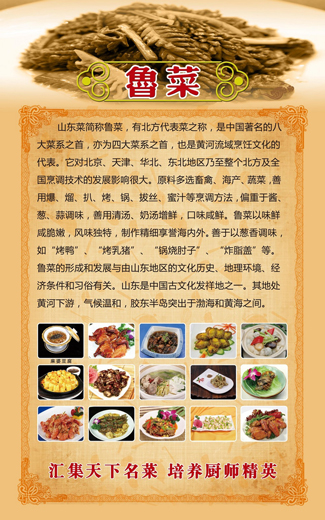 魯菜
山东菜简称鲁菜，有北方代表菜之称，是中国著名的八
大菜系之首，亦为四大菜系之首，也是黄河流域烹饪文化的
代表。它对北京、天津、华北、东北地区乃至整个北方及全
国烹调技术的发展影响很大。原料多选畜禽、海产、蔬菜，善
用爆、溜、扒、烤、锅、拔丝、蜜汁等烹调方法，偏重于酱、
葱、蒜调味，善用清汤、奶汤增鲜，口味咸鲜。鲁菜以味鲜
咸脆嫩，风味独特，制作精细享誉海内外。善于以葱香调味，
如“烤鸭”、“烤乳猪”、“锅烧肘子”、“炸脂盖”等。
鲁菜的形成和发展与由山东地区的文化历史、地理环境、经
济条件和习俗有关。山东是中国古文化发祥地之一。其地处
黄河下游，气候温和，胶东半岛突出于渤海和黄海之间。
麻婆豆腐
汇集天下名菜 培养厨师精英